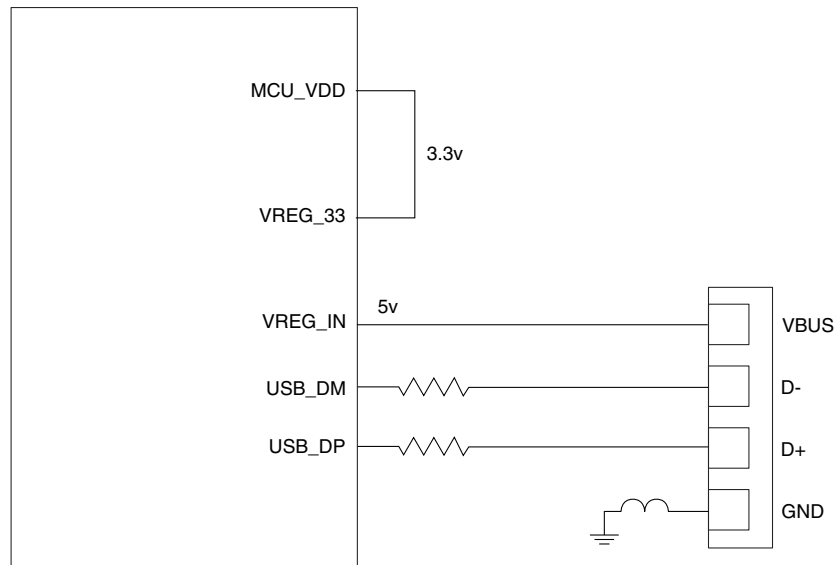 MCU_VDD
3.3v
VREG_33
5v
VREG_IN
VBUS
USB_DM
D-
USB_DP
D+
GND